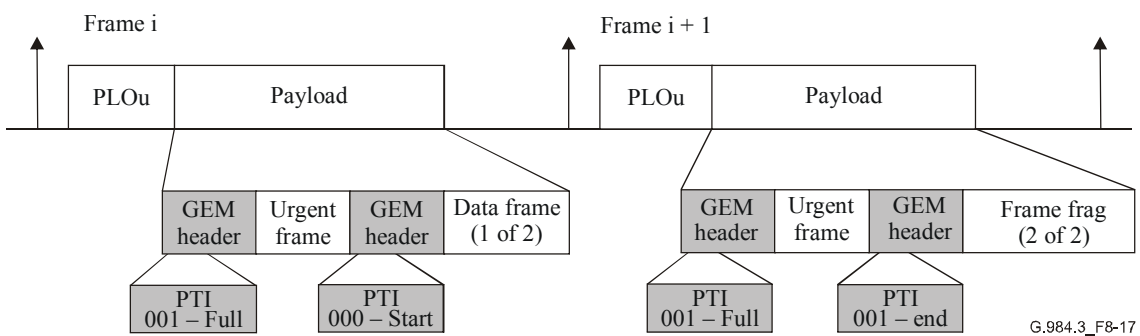 Frame i
Frame i + 1
PLOu
Payload
PLOu
Payload
GEM
header
Urgent
frame
GEM
header
Data frame
(1 of 2)
GEM
header
Urgent
frame
GEM
header
Frame frag
(2 of 2)
PTI
001 – Full
PTI
000 – Start
PTI
001 – Full
PTI
001 – end
G.984.3_F8-17